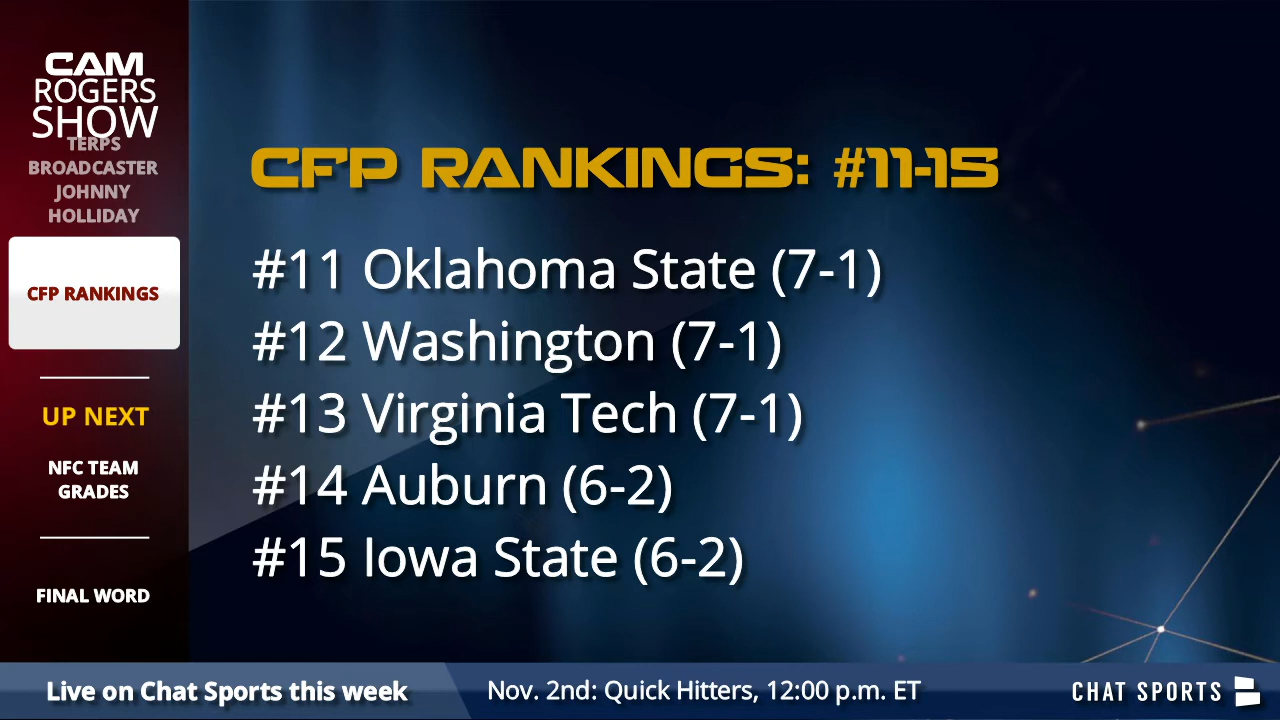 CAM
ROGERS
SHOW
TERPS
BROADCASTER
JOHNNY
HOLLIDAY
CFP RANKINGS
UP NEXT
NFC TEAM
GRADES
FINAL WORD
CFP RANKINGS: #11-15
#11 Oklahoma State (7-1)
#12 Washington (7-1)
#13 Virginia Tech (7-1)
#14 Auburn (6-2)
#15 Iowa State (6-2)
Live on Chat Sports this week
Nov. 2nd: Quick Hitters, 12:00 p.m. ET
CHAT SPORTS